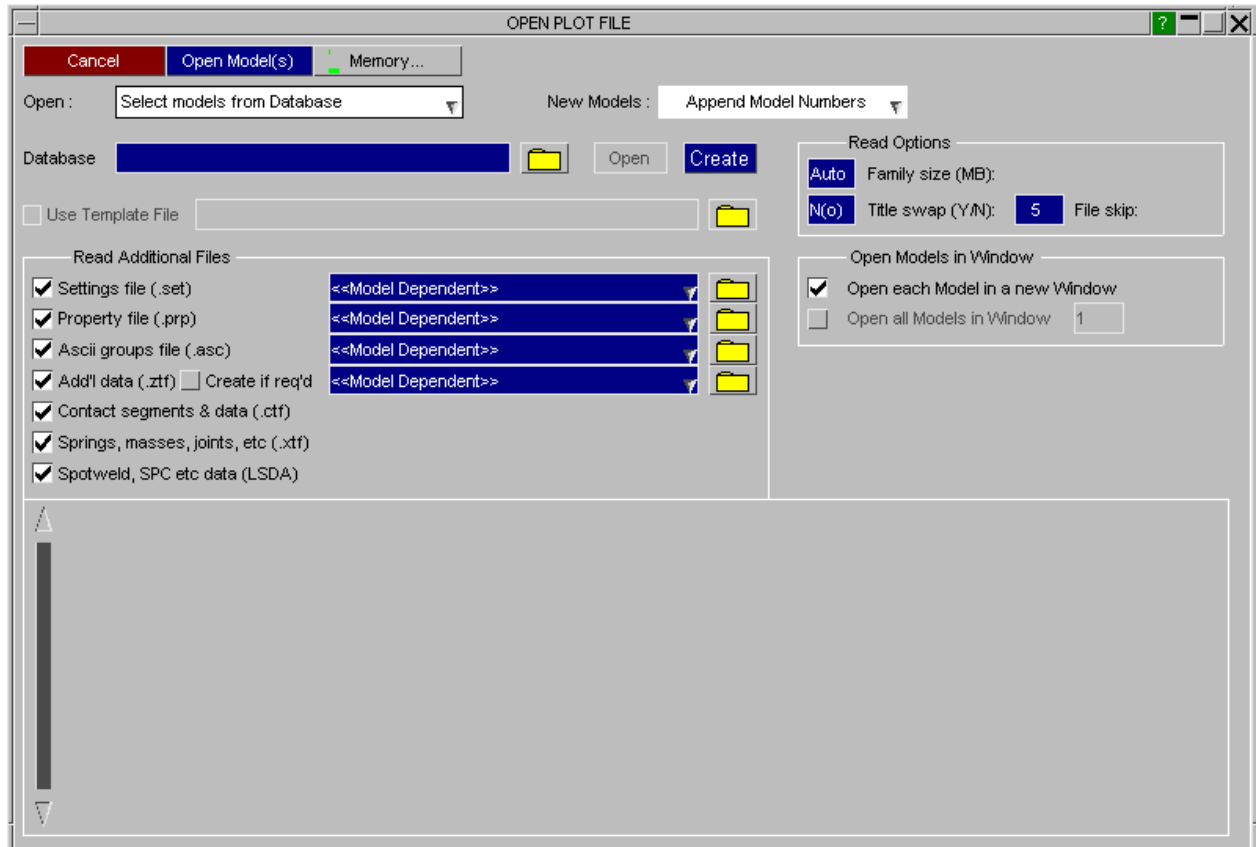 OPEN PLOT FILE ?
Cancel Open Model(s) Memory...
Open : Select models from Database New Models : Append Model Numbers
Database Open Create
Read Options
Auto Family size (MB):
N(o) Title swap (Y/N): 5 File skip:
Use Template File
Read Additional Files
Settings file (.set) <<Model Dependent>>
Property file (.prp) <<Model Dependent>>
Ascii groups file (.asc) <<Model Dependent>>
Add'l data (.ztf) Create if req'd <<Model Dependent>>
Contact segments & data (.ctf)
Springs, masses, joints, etc (.xtf)
Spotweld, SPC etc data (LSDA)
Open Models in Window
Open each Model in a new Window
Open all Models in Window 1